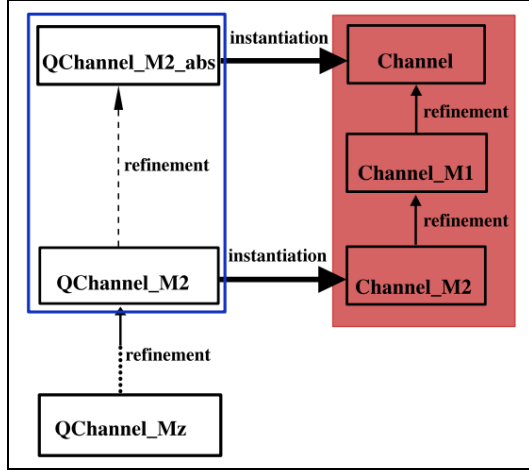 instantiation
QChannel_M2_abs
Channel
refinement
refinement
Channel_M1
refinement
instantiation
QChannel_M2
Channel_M2
refinement
QChannel_Mz